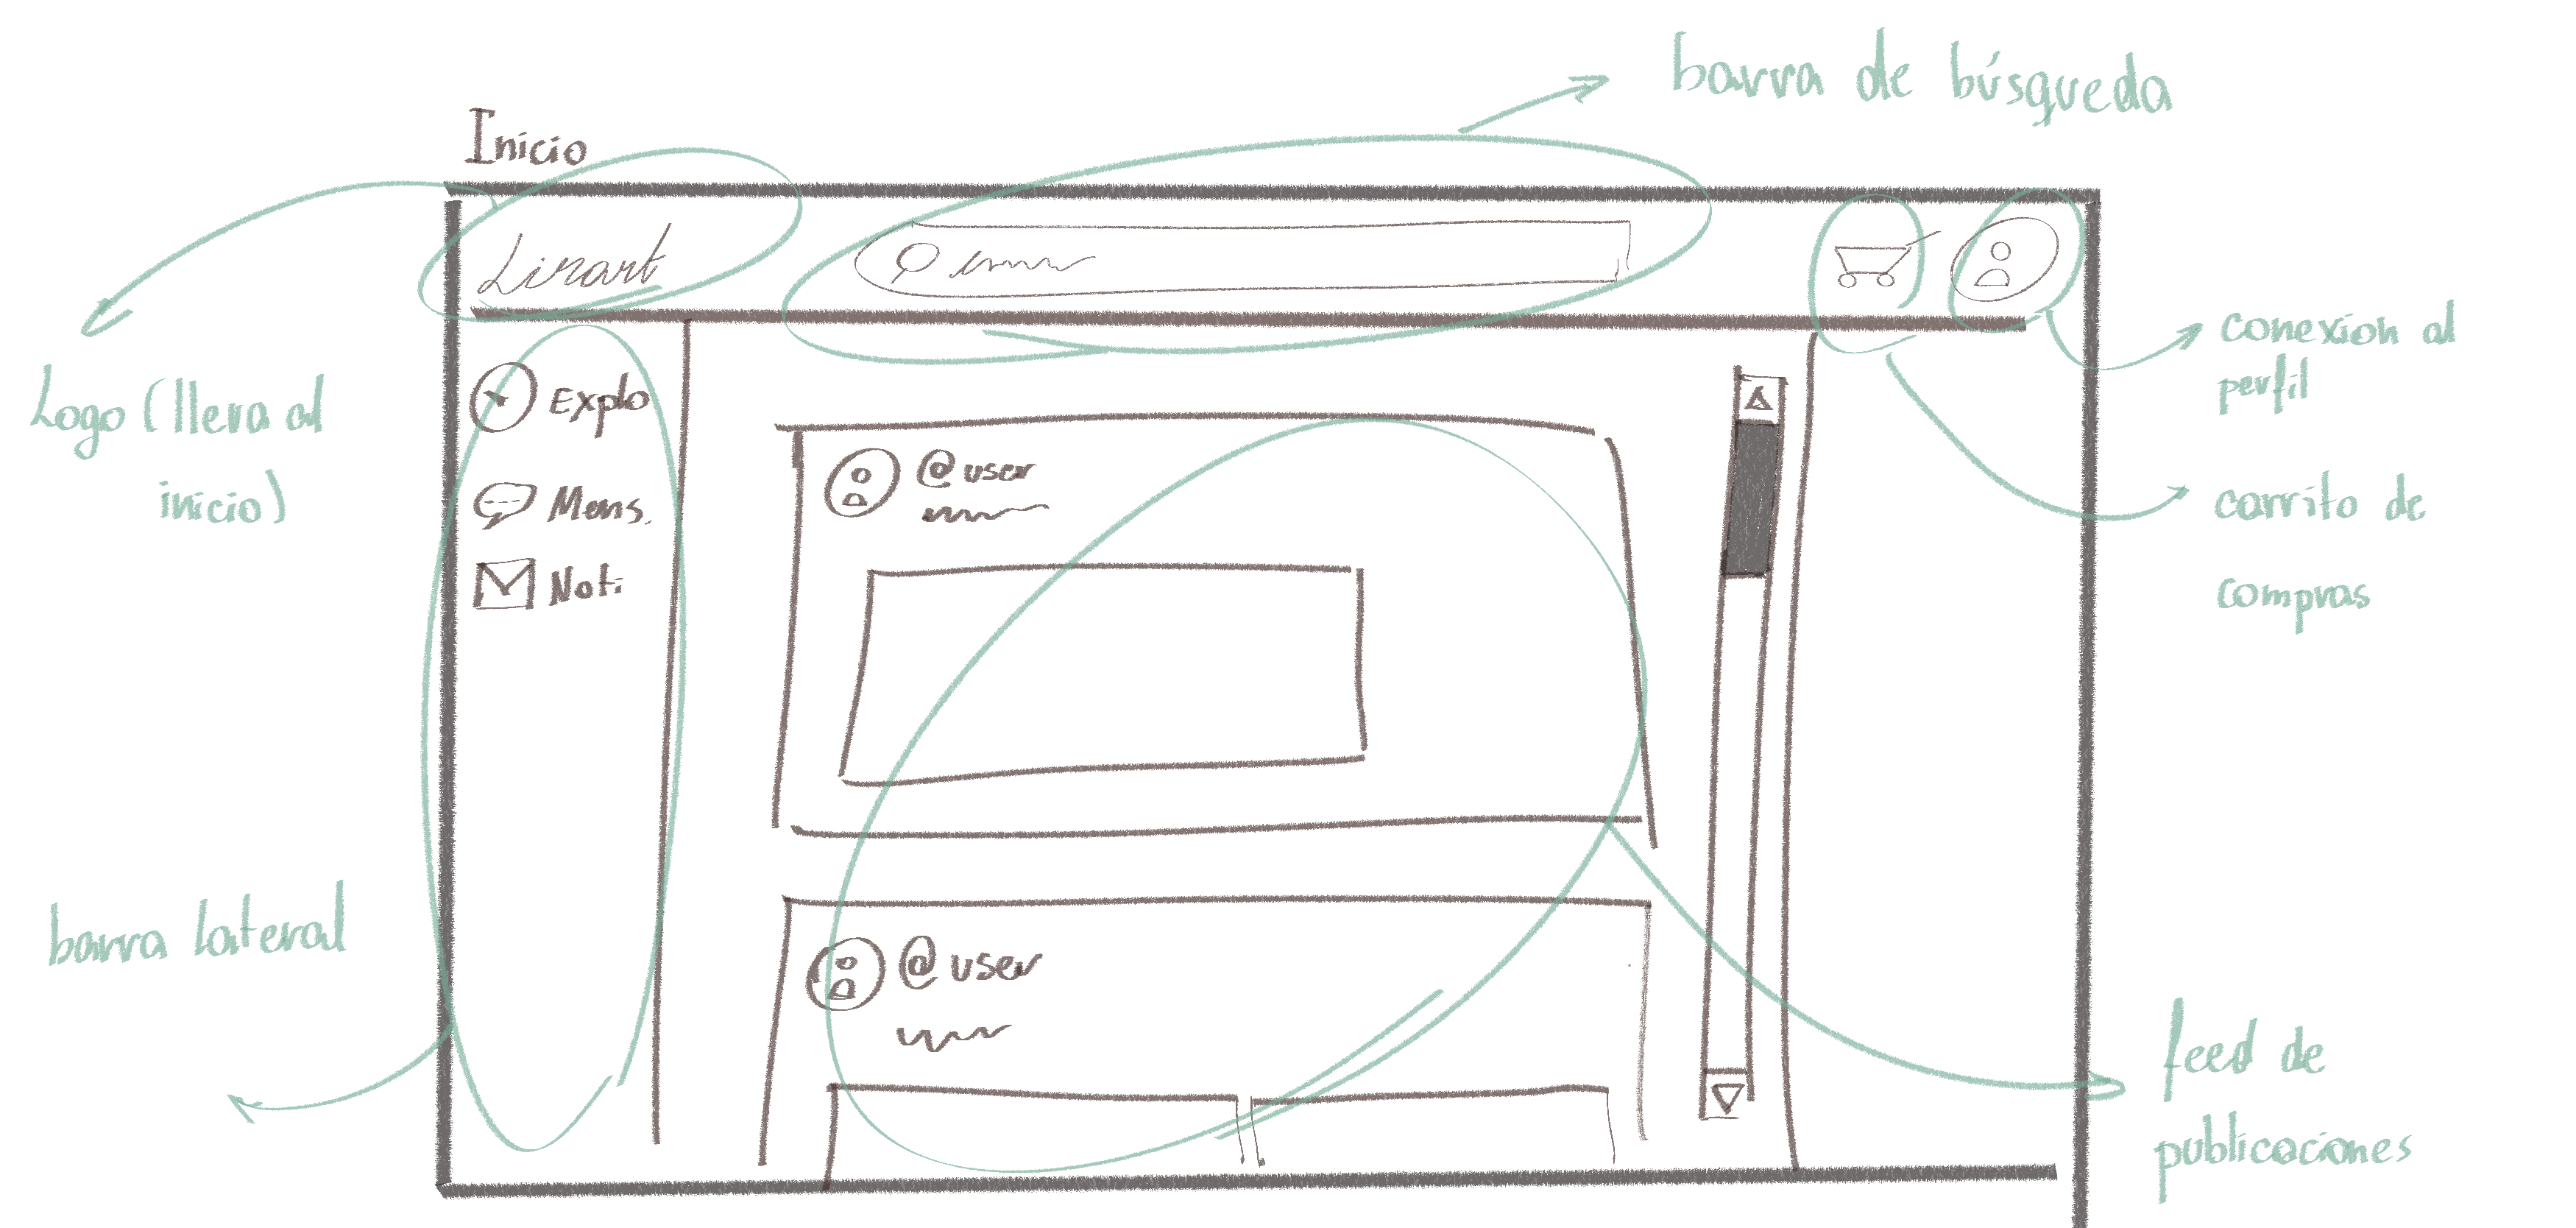 barra de búsqueda
Inicio
Linart
conexion al
perfil
Logo (lleva al
inicio)
Explo
@user
Mens.
carrito de
compras
Noti
barra lateral
@user
feed de
publicaciones